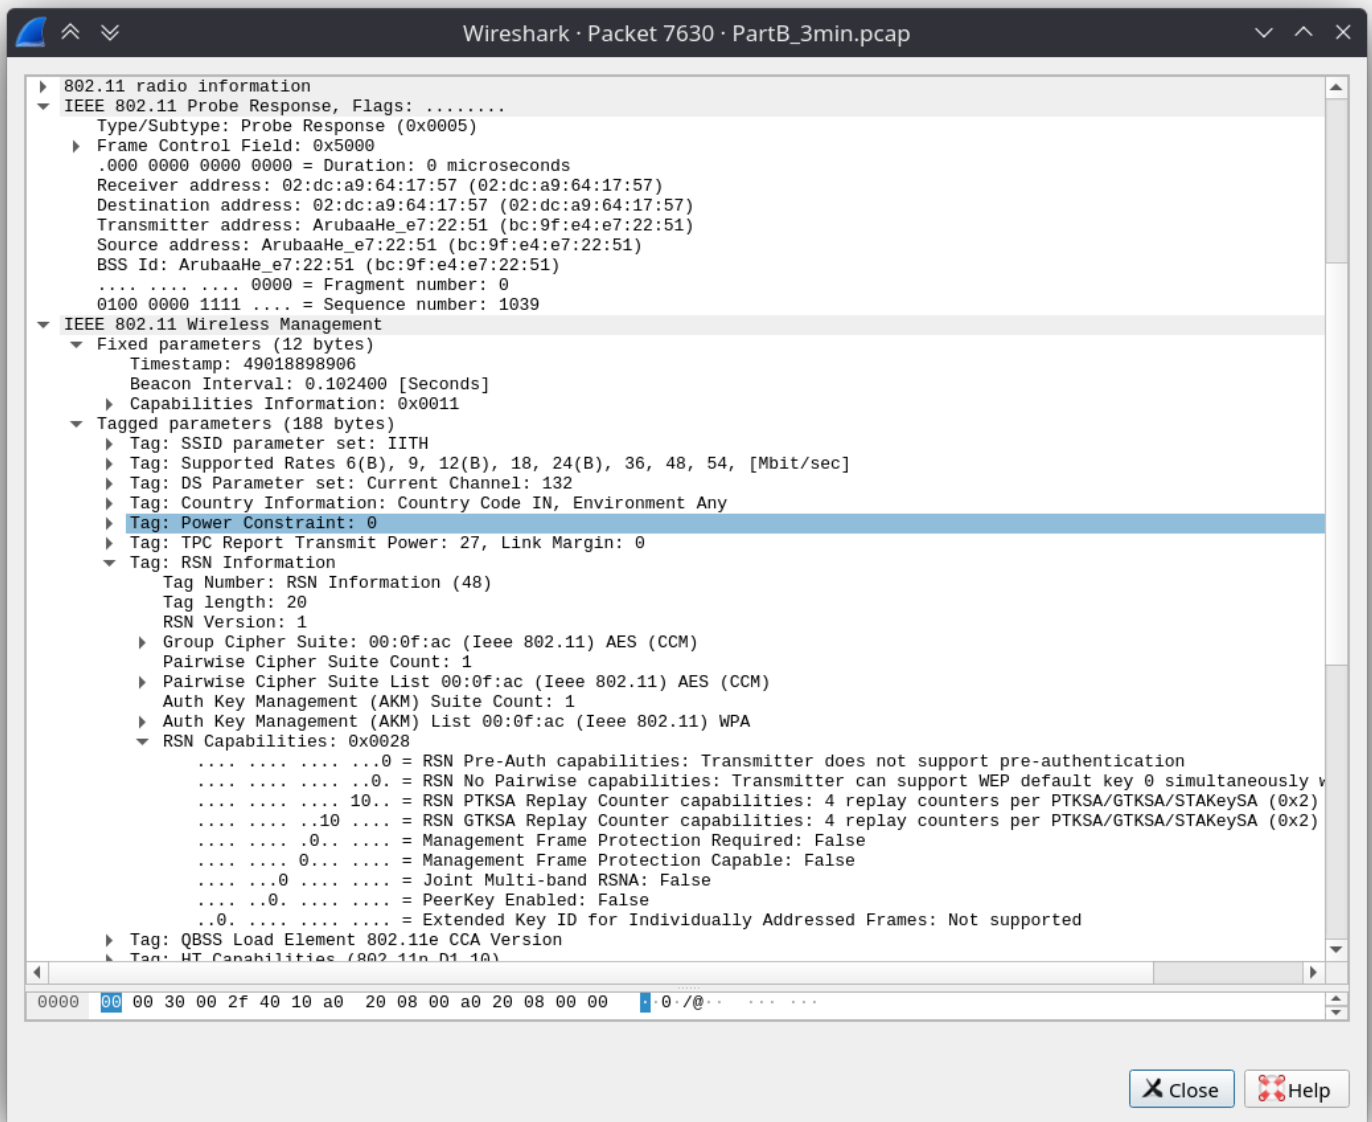 Wireshark · Packet 7630 · PartB_3min.pcap
802.11 radio information
IEEE 802.11 Probe Response, Flags: ........
Type/Subtype: Probe Response (0x0005)
Frame Control Field: 0x5000
.000 0000 0000 0000 = Duration: 0 microseconds
Receiver address: 02:dc:a9:64:17:57 (02:dc:a9:64:17:57)
Destination address: 02:dc:a9:64:17:57 (02:dc:a9:64:17:57)
Transmitter address: ArubaaHe_e7:22:51 (bc:9f:e4:e7:22:51)
Source address: ArubaaHe_e7:22:51 (bc:9f:e4:e7:22:51)
BSS Id: ArubaaHe_e7:22:51 (bc:9f:e4:e7:22:51)
.... .... .... 0000 = Fragment number: 0
0100 0000 1111 .... = Sequence number: 1039
IEEE 802.11 Wireless Management
Fixed parameters (12 bytes)
Timestamp: 49018898906
Beacon Interval: 0.102400 [Seconds]
Capabilities Information: 0x0011
Tagged parameters (188 bytes)
Tag: SSID parameter set: IITH
Tag: Supported Rates 6(B), 9, 12(B), 18, 24(B), 36, 48, 54, [Mbit/sec]
Tag: DS Parameter set: Current Channel: 132
Tag: Country Information: Country Code IN, Environment Any
Tag: Power Constraint: 0
Tag: TPC Report Transmit Power: 27, Link Margin: 0
Tag: RSN Information
Tag Number: RSN Information (48)
Tag length: 20
RSN Version: 1
Group Cipher Suite: 00:0f:ac (Ieee 802.11) AES (CCM)
Pairwise Cipher Suite Count: 1
Pairwise Cipher Suite List 00:0f:ac (Ieee 802.11) AES (CCM)
Auth Key Management (AKM) Suite Count: 1
Auth Key Management (AKM) List 00:0f:ac (Ieee 802.11) WPA
RSN Capabilities: 0x0028
.... .... .... ...0 = RSN Pre-Auth capabilities: Transmitter does not support pre-authentication
.... .... .... ..0. = RSN No Pairwise capabilities: Transmitter can support WEP default key 0 simultaneously
.... .... .... 10.. = RSN PTKSA Replay Counter capabilities: 4 replay counters per PTKSA/GTKSA/STAKeySA (0x2)
.... .... ..10 .... = RSN GTKSA Replay Counter capabilities: 4 replay counters per PTKSA/GTKSA/STAKeySA (0x2)
.... .... .0.. .... = Management Frame Protection Required: False
.... .... 0... .... = Management Frame Protection Capable: False
.... ...0 .... .... = Joint Multi-band RSNA: False
.... ..0. .... .... = PeerKey Enabled: False
..0. .... .... .... = Extended Key ID for Individually Addressed Frames: Not supported
Tag: QBSS Load Element 802.11e CCA Version
Tag: HT Capabilities (802.11n D1.10)
0000 00 00 30 00 2f 40 10 a0 20 08 00 a0 20 08 00 00 ··0·/@·· ··· ···
Close Help